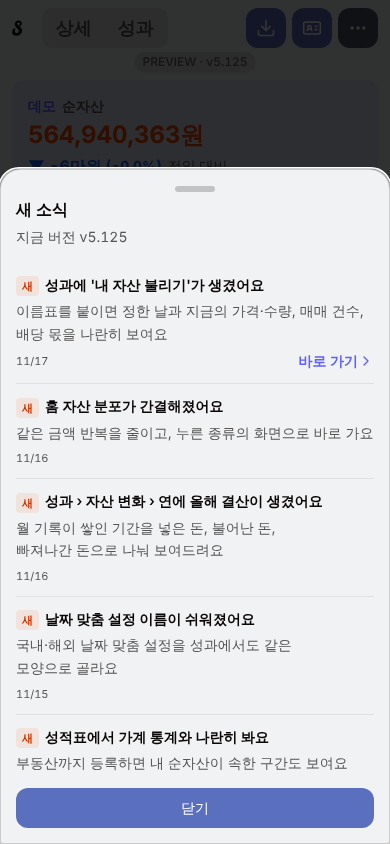 상세 성과
PREVIEW · v5.125
데모 순자산
564,940,363원
▼ -6만원 (-0.0%) 전일 대비
새 소식
지금 버전 v5.125
새 성과에 '내 자산 불리기'가 생겼어요
이름표를 붙이면 정한 날과 지금의 가격·수량, 매매 건수,
배당 몫을 나란히 보여요
11/17 바로 가기 >
새 홈 자산 분포가 간결해졌어요
같은 금액 반복을 줄이고, 누른 종류의 화면으로 바로 가요
11/16
새 성과 › 자산 변화 › 연에 올해 결산이 생겼어요
월 기록이 쌓인 기간을 넣은 돈, 불어난 돈,
빠져나간 돈으로 나눠 보여드려요
11/16
새 날짜 맞춤 설정 이름이 쉬워졌어요
국내·해외 날짜 맞춤 설정을 성과에서도 같은
모양으로 골라요
11/15
새 성적표에서 가계 통계와 나란히 봐요
부동산까지 등록하면 내 순자산이 속한 구간도 보여요
닫기